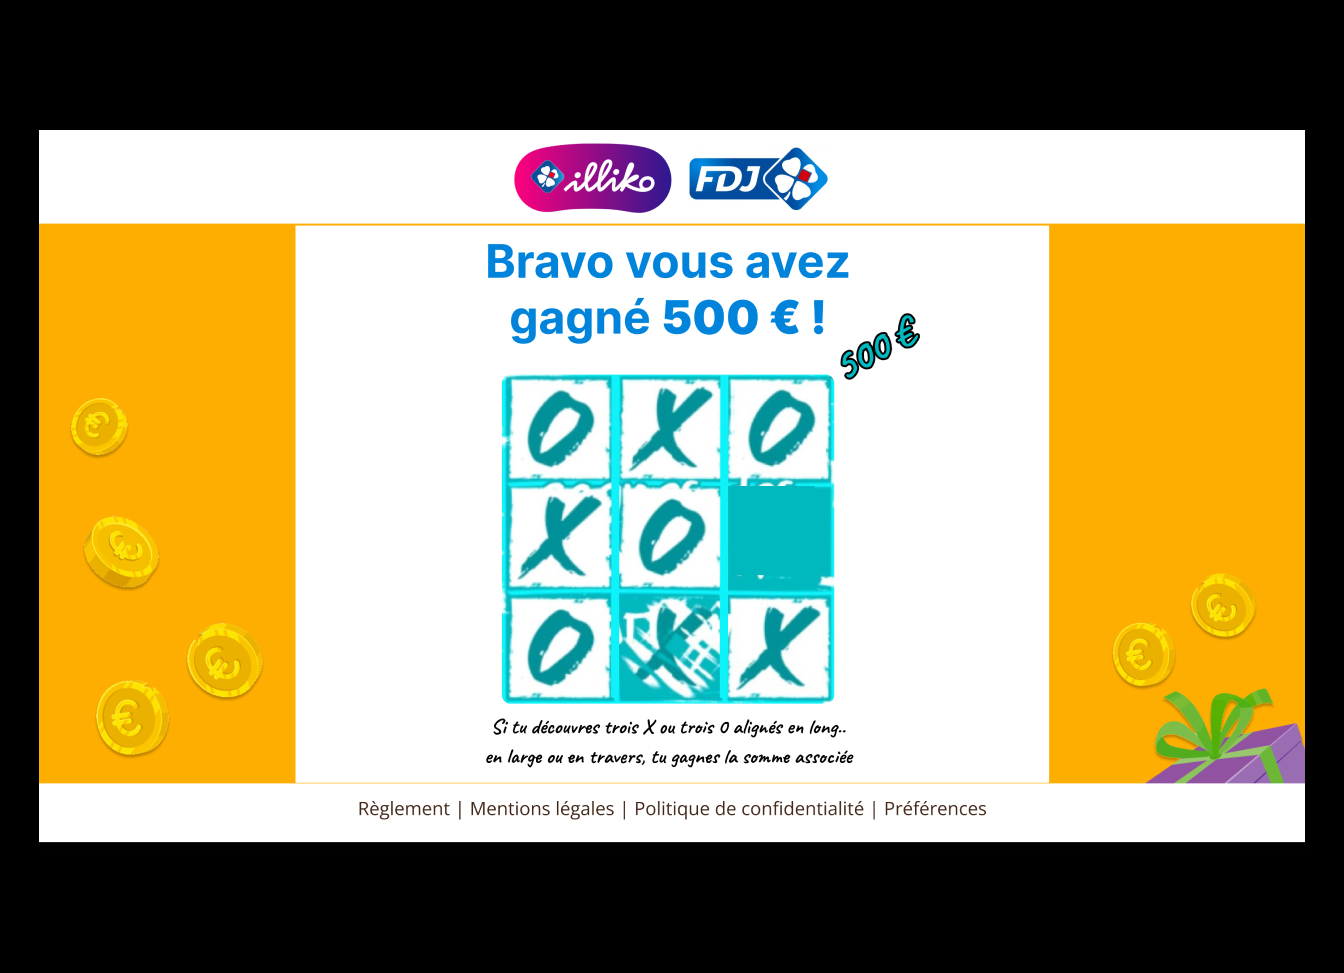 illiko FDJ
Bravo vous avez
gagné 500 € !
500 €
O X O
X O
O X X
Si tu découvres trois X ou trois O alignés en long..
en large ou en travers, tu gagnes la somme associée
Règlement | Mentions légales | Politique de confidentialité | Préférences